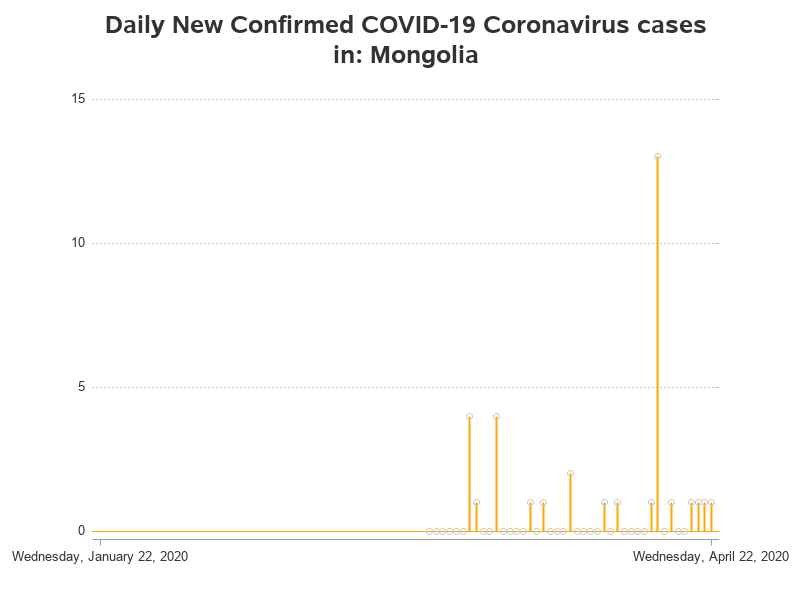 Daily New Confirmed COVID-19 Coronavirus cases
in: Mongolia
15
10
5
0
Wednesday, January 22, 2020 Wednesday, April 22, 2020